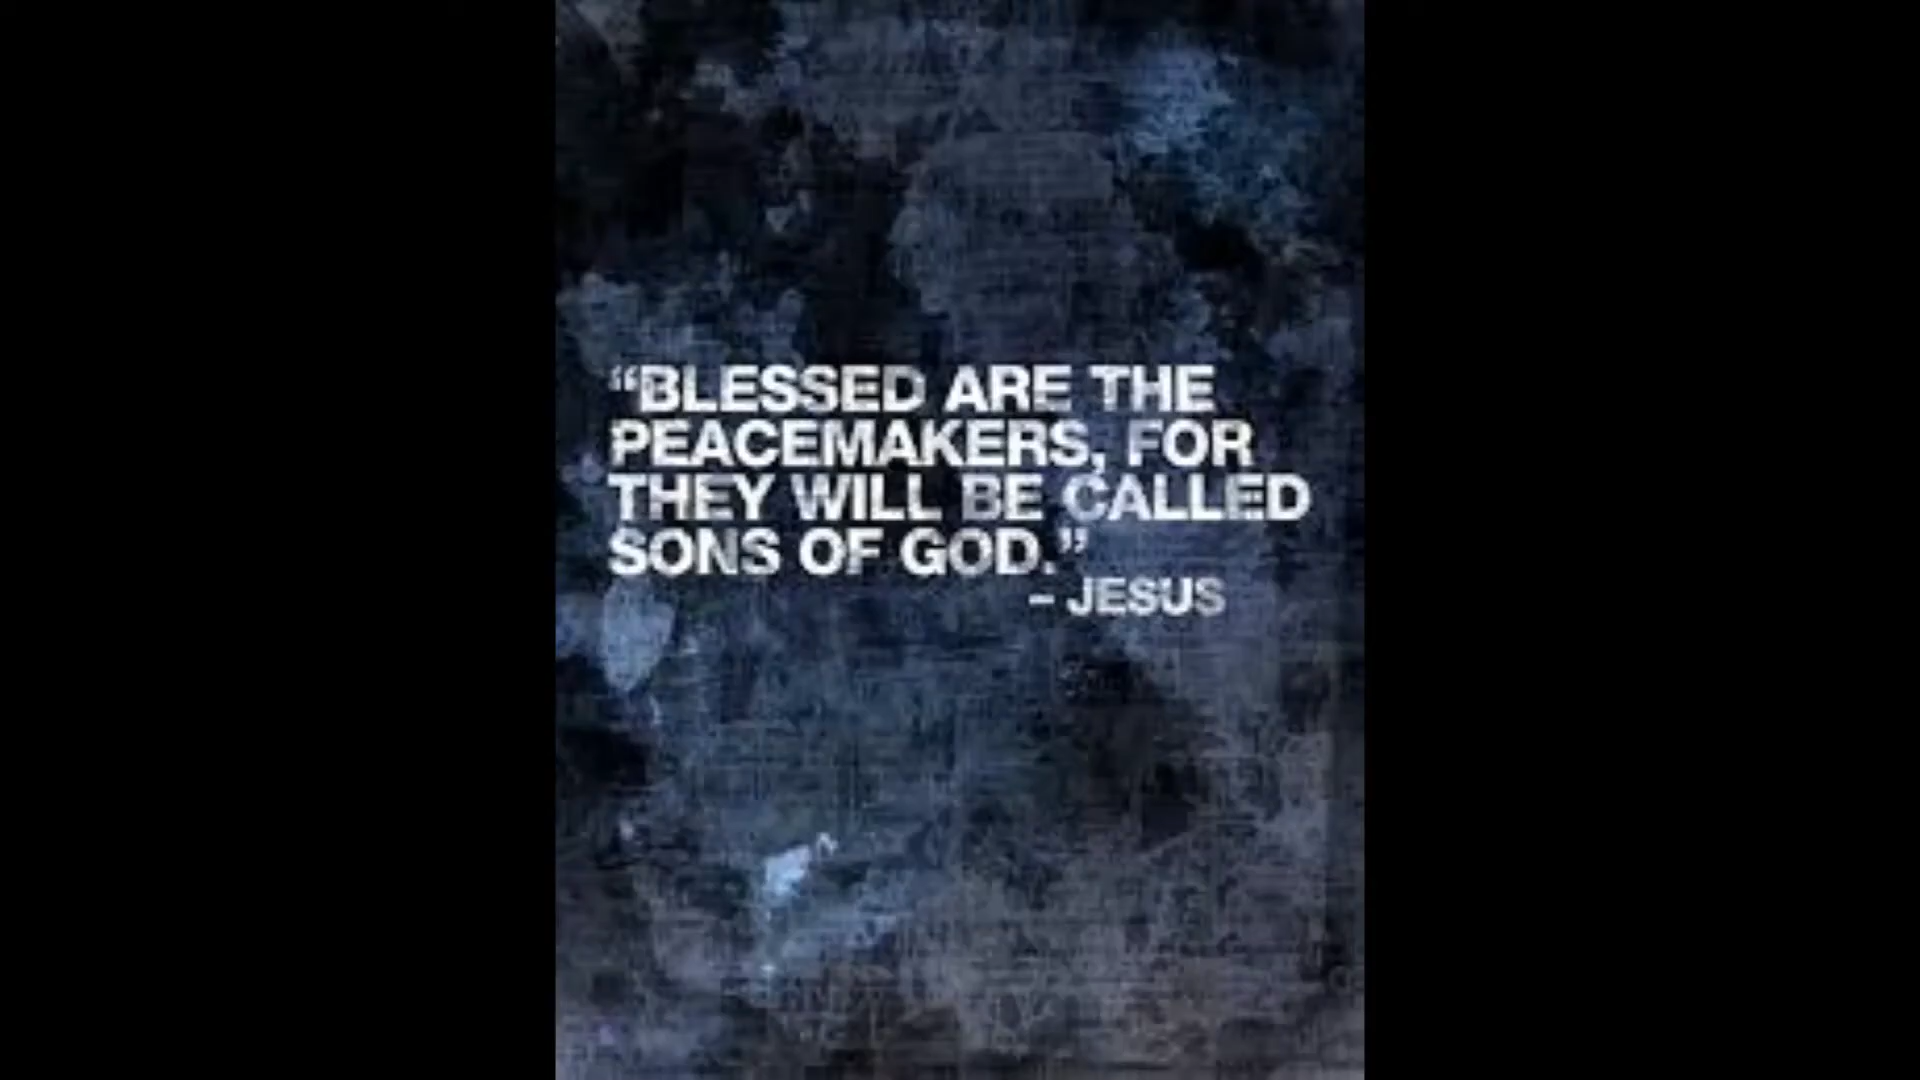 “BLESSED ARE THE
PEACEMAKERS, FOR
THEY WILL BE CALLED
SONS OF GOD.”
– JESUS